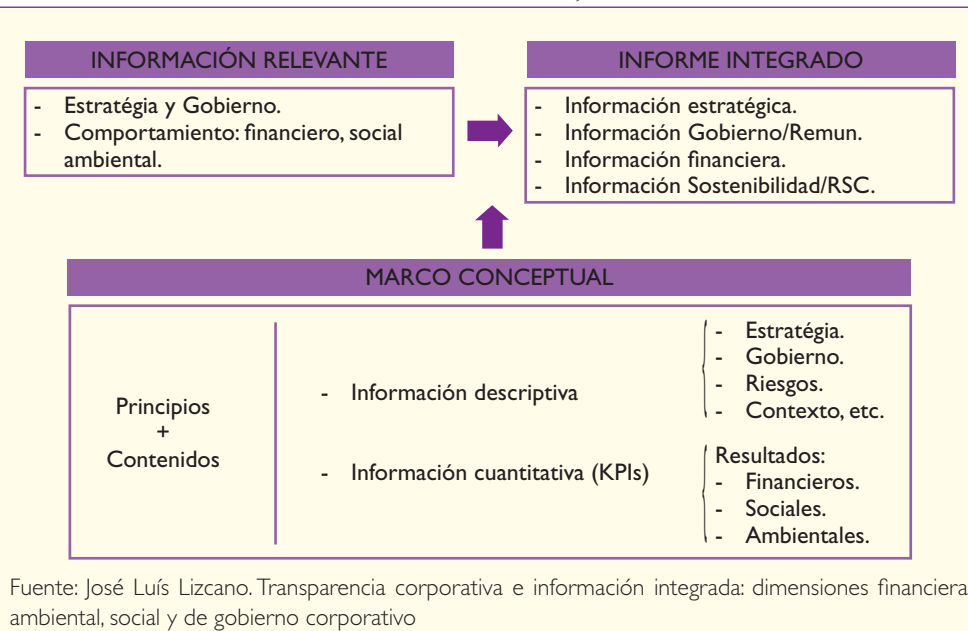 INFORMACIÓN RELEVANTE
- Estratégia y Gobierno.
- Comportamiento: financiero, social
ambiental.
INFORME INTEGRADO
- Información estratégica.
- Información Gobierno/Remun.
- Información financiera.
- Información Sostenibilidad/RSC.
MARCO CONCEPTUAL
Principios
+
Contenidos
- Información descriptiva
- Estratégia.
- Gobierno.
- Riesgos.
- Contexto, etc.
- Información cuantitativa (KPIs)
Resultados:
- Financieros.
- Sociales.
- Ambientales.
Fuente: José Luís Lizcano. Transparencia corporativa e información integrada: dimensiones financiera
ambiental, social y de gobierno corporativo